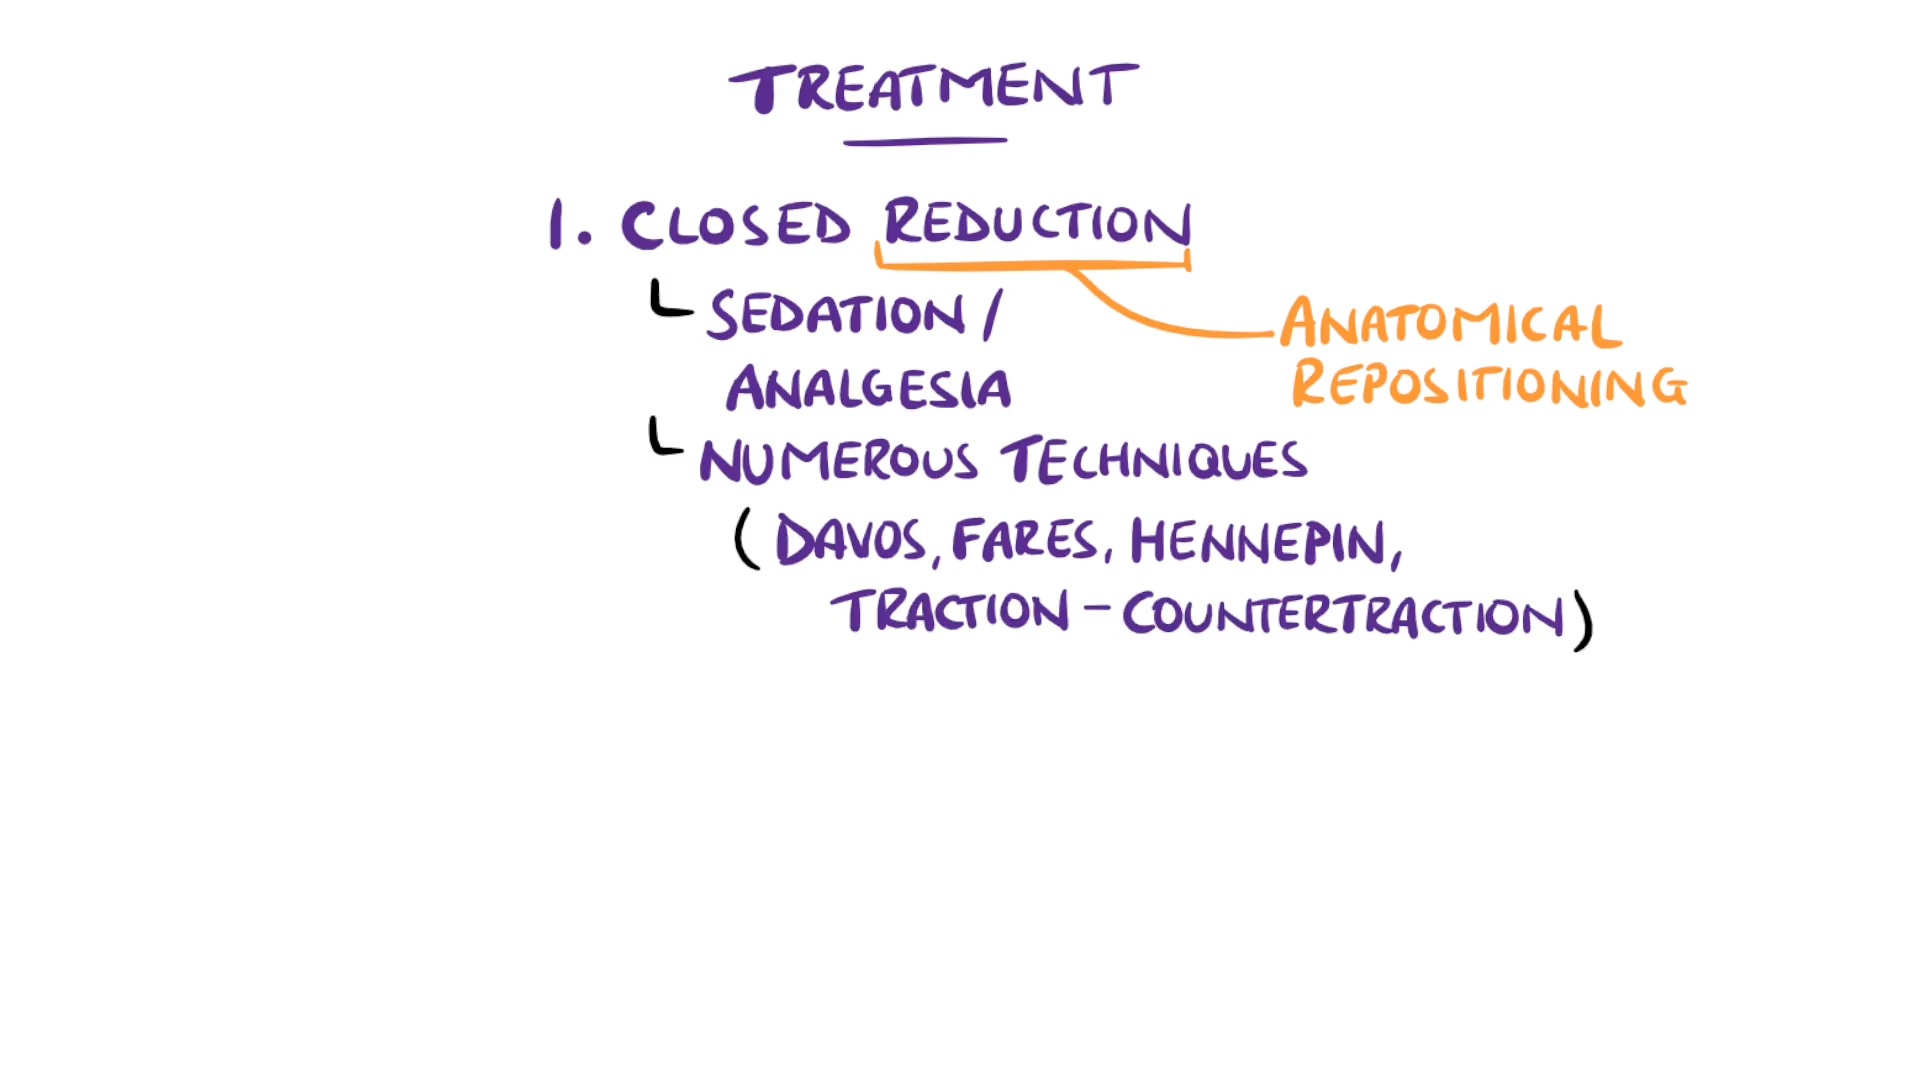 TREATMENT
1. CLOSED REDUCTION
SEDATION /
ANALGESIA
ANATOMICAL
REPOSITIONING
NUMEROUS TECHNIQUES
(DAVOS, FARES, HENNEPIN,
TRACTION - COUNTERTRACTION)